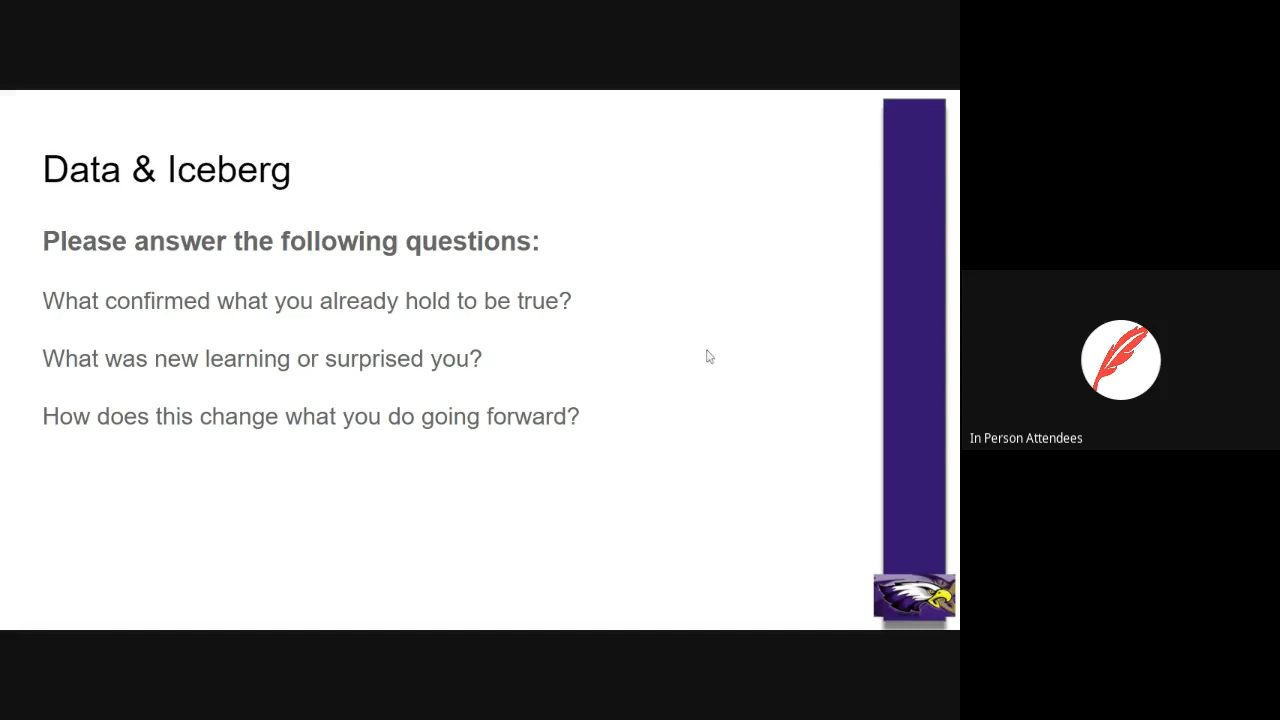 Data & Iceberg
Please answer the following questions:
What confirmed what you already hold to be true?
What was new learning or surprised you?
How does this change what you do going forward?
In Person Attendees